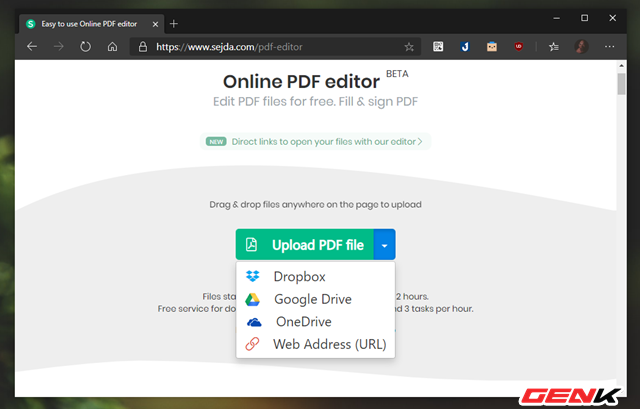 Easy to use Online PDF editor
https://www.sejda.com/pdf-editor
Online PDF editor BETA
Edit PDF files for free. Fill & sign PDF
NEW Direct links to open your files with our editor
Drag & drop files anywhere on the page to upload
Upload PDF file
Dropbox
Files sta 2 hours.
Google Drive
Free service for do nd 3 tasks per hour.
OneDrive
Web Address (URL)
GENK